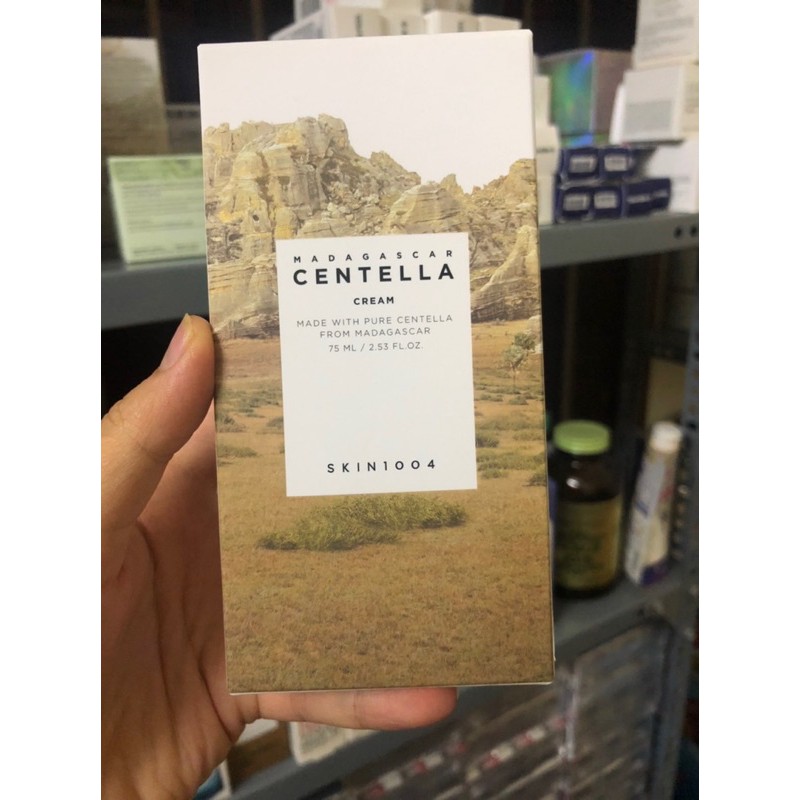 MADAGASCAR
CENTELLA
CREAM
MADE WITH PURE CENTELLA
FROM MADAGASCAR
75 ML / 2.53 FL.OZ.
SKIN1004